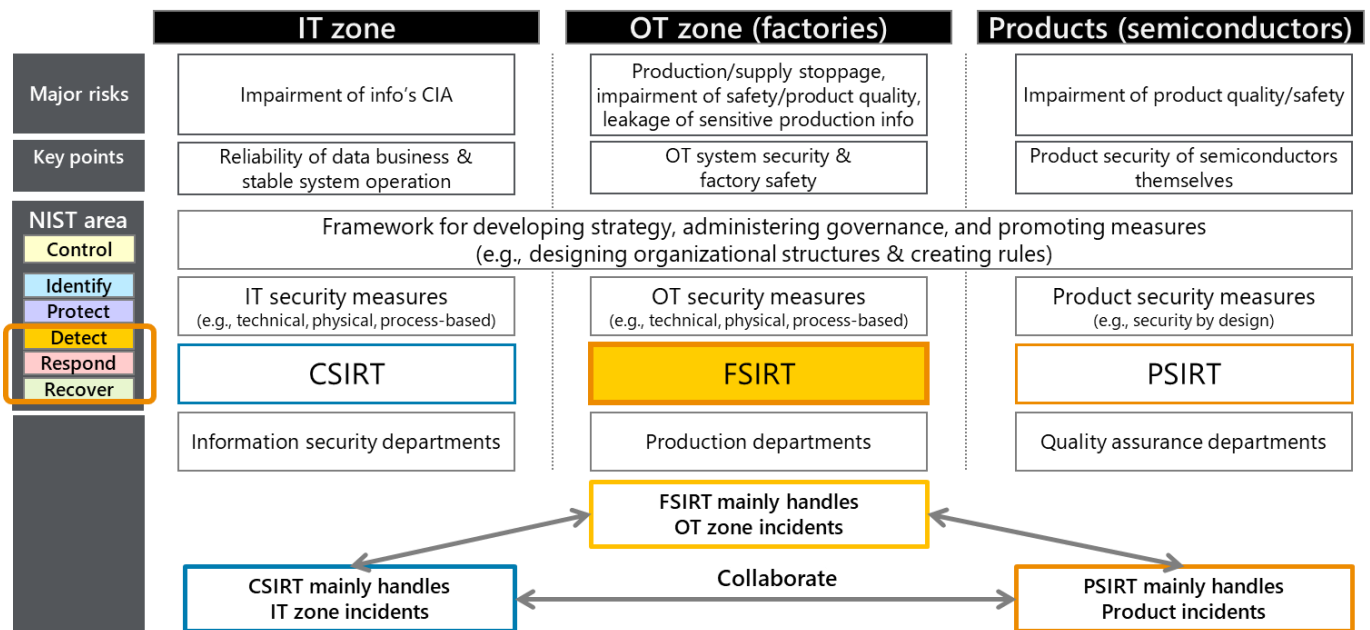 IT zone
OT zone (factories)
Products (semiconductors)
Major risks
Impairment of info's CIA
Production/supply stoppage,
impairment of safety/product quality,
leakage of sensitive production info
Impairment of product quality/safety
Key points
Reliability of data business &
stable system operation
OT system security &
factory safety
Product security of semiconductors
themselves
NIST area
Control
Framework for developing strategy, administering governance, and promoting measures
(e.g., designing organizational structures & creating rules)
Identify
Protect
Detect
Respond
Recover
IT security measures
(e.g., technical, physical, process-based)
OT security measures
(e.g., technical, physical, process-based)
Product security measures
(e.g., security by design)
CSIRT
FSIRT
PSIRT
Information security departments
Production departments
Quality assurance departments
FSIRT mainly handles
OT zone incidents
CSIRT mainly handles
IT zone incidents
Collaborate
PSIRT mainly handles
Product incidents